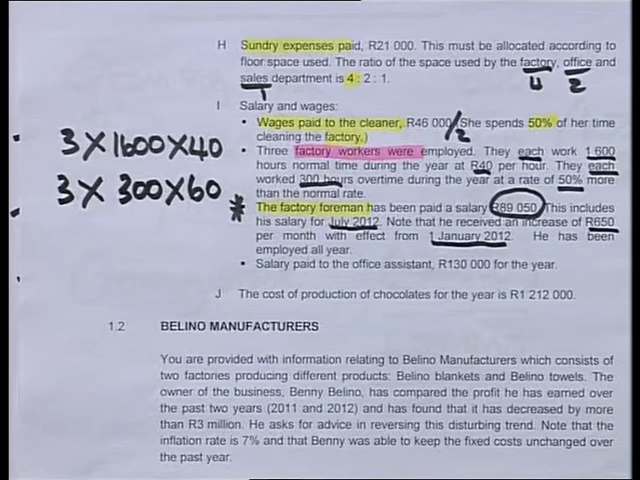 H Sundry expenses paid, R21 000. This must be allocated according to
floor space used. The ratio of the space used by the factory, office and
sales department is 4 : 2 : 1.
4 2
1
I Salary and wages:
• Wages paid to the cleaner, R46 000 /2 (She spends 50% of her time
cleaning the factory.)
• Three factory workers were employed. They each work 1 600
hours normal time during the year at R40 per hour. They each
worked 300 hours overtime during the year at a rate of 50% more
than the normal rate.
3 X 1600 X 40
3 X 300 X 60
* The factory foreman has been paid a salary R89 050. This includes
his salary for July 2012. Note that he received an increase of R650
per month with effect from 1 January 2012. He has been
employed all year.
• Salary paid to the office assistant, R130 000 for the year.
J The cost of production of chocolates for the year is R1 212 000.
1.2 BELINO MANUFACTURERS
You are provided with information relating to Belino Manufacturers which consists of
two factories producing different products: Belino blankets and Belino towels. The
owner of the business, Benny Belino, has compared the profit he has earned over
the past two years (2011 and 2012) and has found that it has decreased by more
than R3 million. He asks for advice in reversing this disturbing trend. Note that the
inflation rate is 7% and that Benny was able to keep the fixed costs unchanged over
the past year.